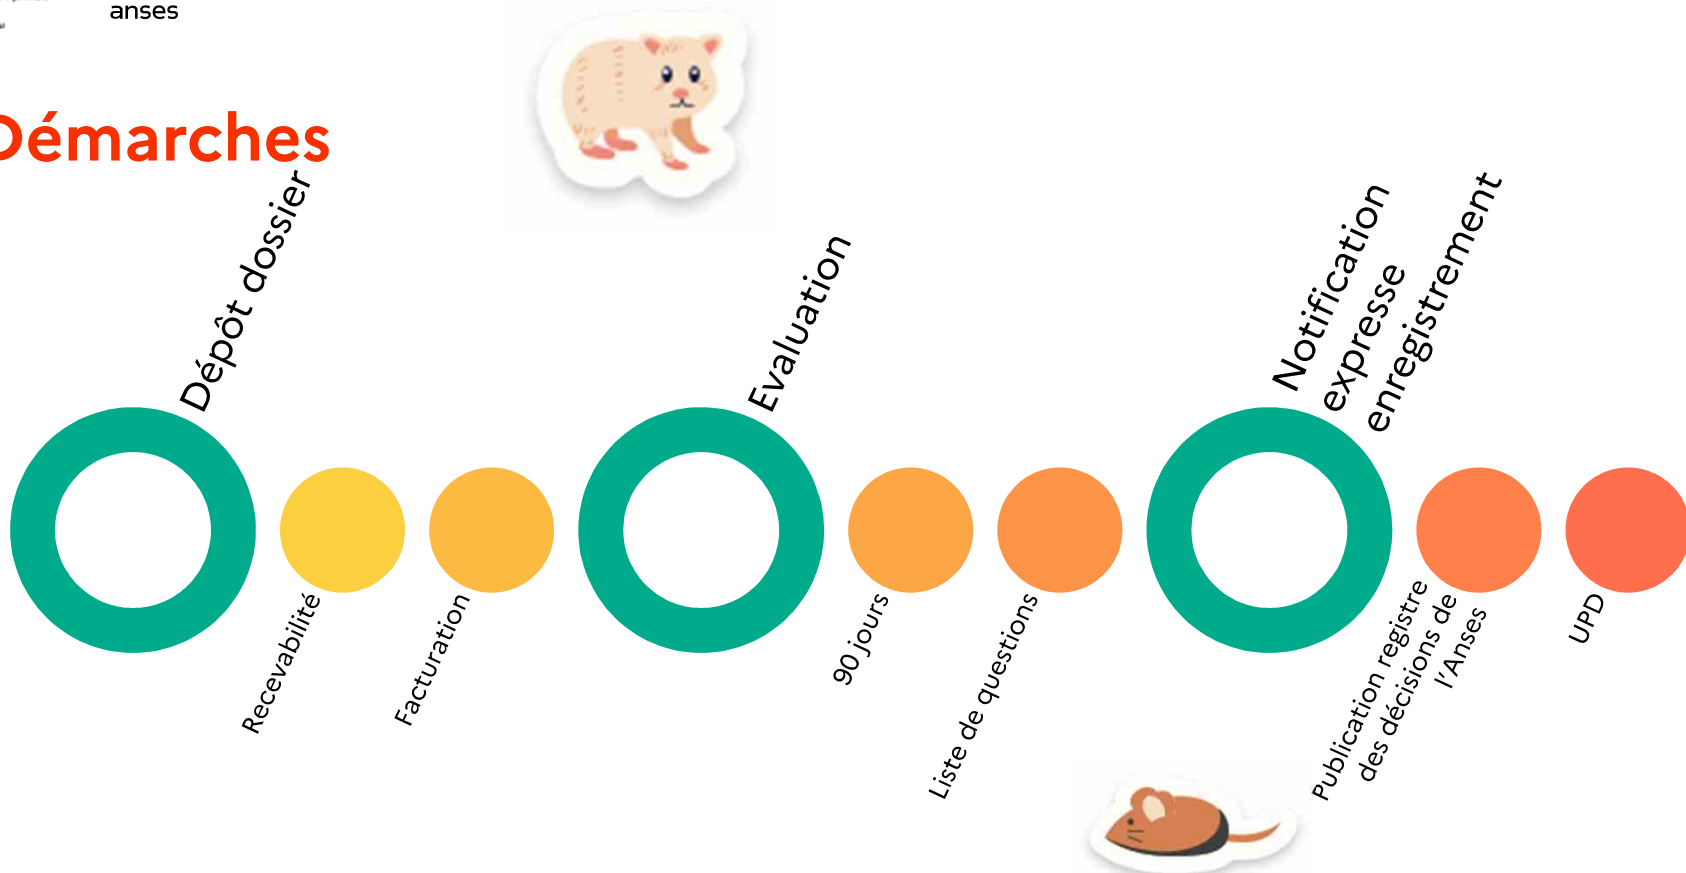 anses
Démarches
Dépôt dossier
Recevabilité
Facturation
Evaluation
90 jours
Liste de questions
Notification
expresse
enregistrement
Publication registre
des décisions de
l'Anses
UPD